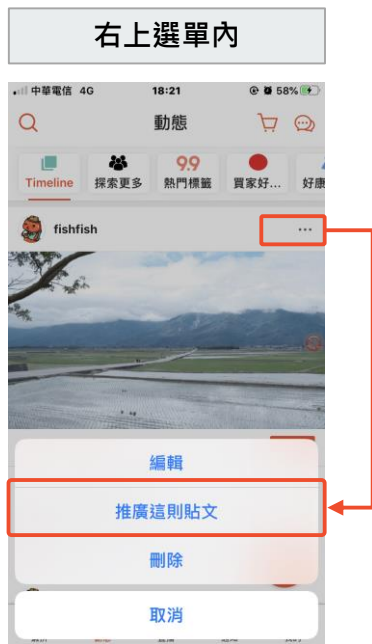 右上選單內
中華電信 4G 18:21 58%
動態
9.9
Timeline 探索更多 熱門標籤 買家好... 好康
fishfish ...
編輯
推廣這則貼文
刪除
取消